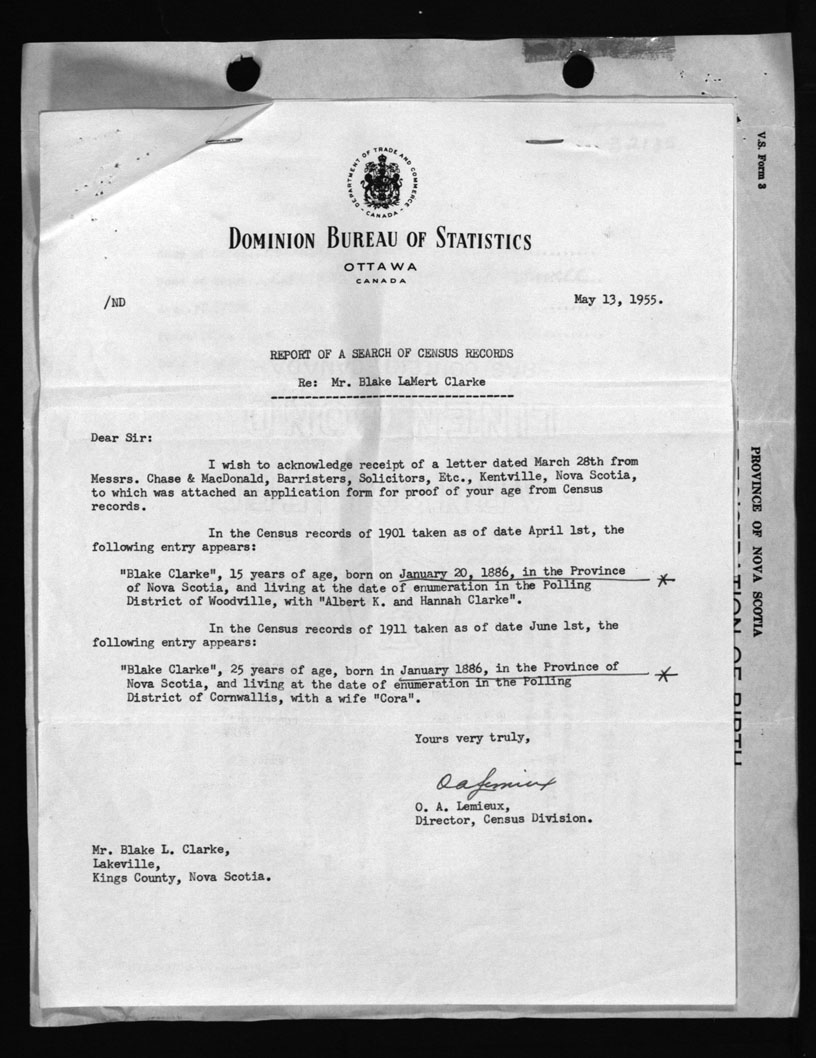 DEPARTMENT OF TRADE AND COMMERCE
- CANADA -
DOMINION BUREAU OF STATISTICS
OTTAWA
CANADA
/ND
May 13, 1955.
REPORT OF A SEARCH OF CENSUS RECORDS
Re: Mr. Blake LaMert Clarke
Dear Sir:
I wish to acknowledge receipt of a letter dated March 28th from
Messrs. Chase & MacDonald, Barristers, Solicitors, Etc., Kentville, Nova Scotia,
to which was attached an application form for proof of your age from Census
records.
In the Census records of 1901 taken as of date April 1st, the
following entry appears:
"Blake Clarke", 15 years of age, born on January 20, 1886, in the Province
of Nova Scotia, and living at the date of enumeration in the Polling
District of Woodville, with "Albert K. and Hannah Clarke".
In the Census records of 1911 taken as of date June 1st, the
following entry appears:
"Blake Clarke", 25 years of age, born in January 1886, in the Province of
Nova Scotia, and living at the date of enumeration in the Polling
District of Cornwallis, with a wife "Cora".
Yours very truly,
O A Lemieux
O. A. Lemieux,
Director, Census Division.
Mr. Blake L. Clarke,
Lakeville,
Kings County, Nova Scotia.
V.S. Form 3
PROVINCE OF NOVA SCOTIA